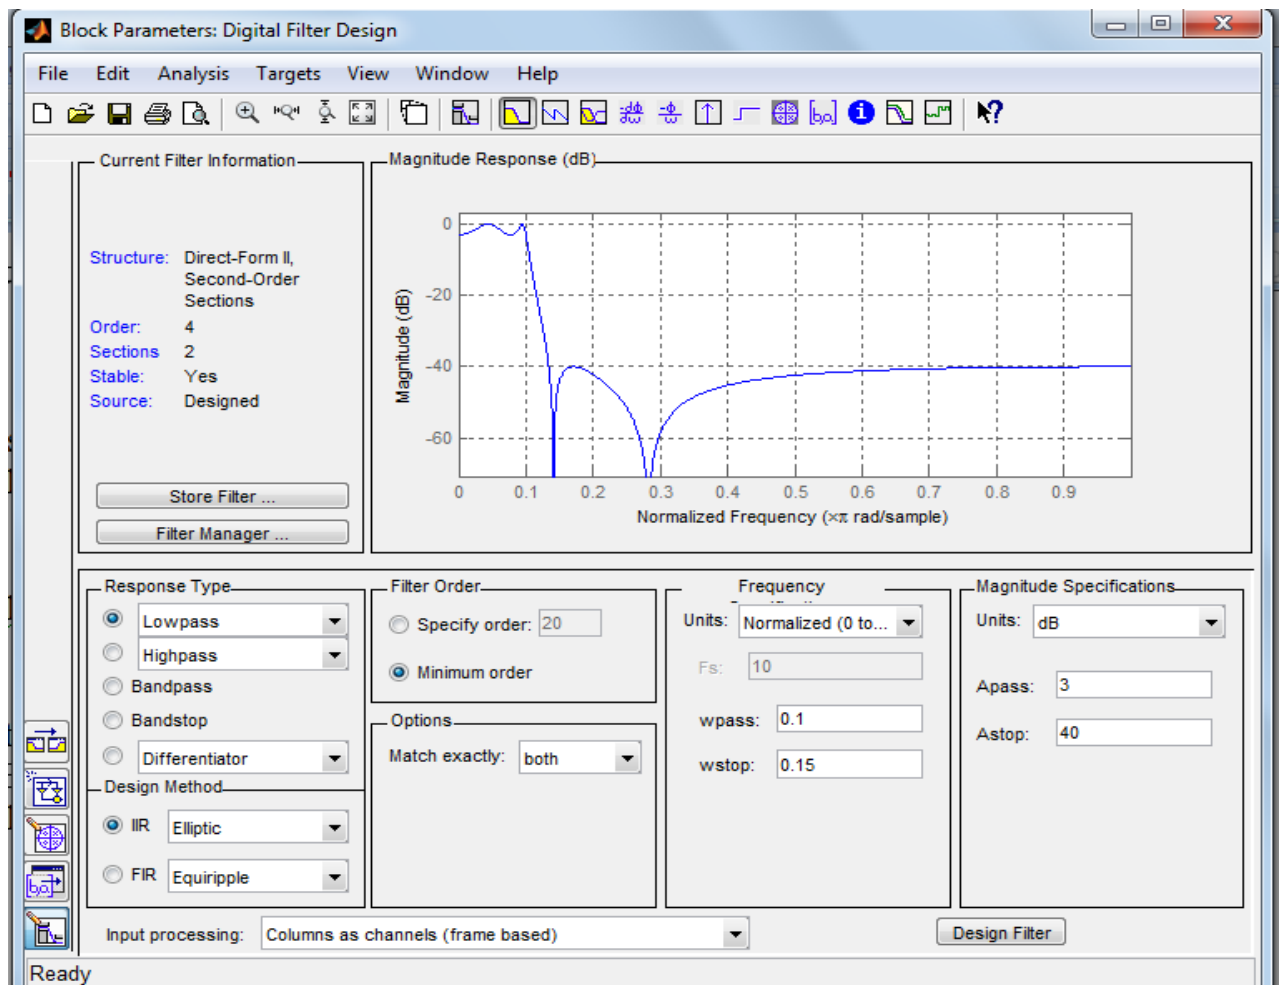 Block Parameters: Digital Filter Design
File Edit Analysis Targets View Window Help
Current Filter Information
Structure: Direct-Form II,
Second-Order
Sections
Order: 4
Sections 2
Stable: Yes
Source: Designed
Store Filter ...
Filter Manager ...
Magnitude Response (dB)
0
-20
-40
-60
Magnitude (dB)
0 0.1 0.2 0.3 0.4 0.5 0.6 0.7 0.8 0.9
Normalized Frequency (×π rad/sample)
Response Type
Lowpass
Highpass
Bandpass
Bandstop
Differentiator
Design Method
IIR Elliptic
FIR Equiripple
Filter Order
Specify order: 20
Minimum order
Options
Match exactly: both
Frequency
Units: Normalized (0 to...
Fs: 10
wpass: 0.1
wstop: 0.15
Magnitude Specifications
Units: dB
Apass: 3
Astop: 40
Input processing: Columns as channels (frame based)
Design Filter
Ready